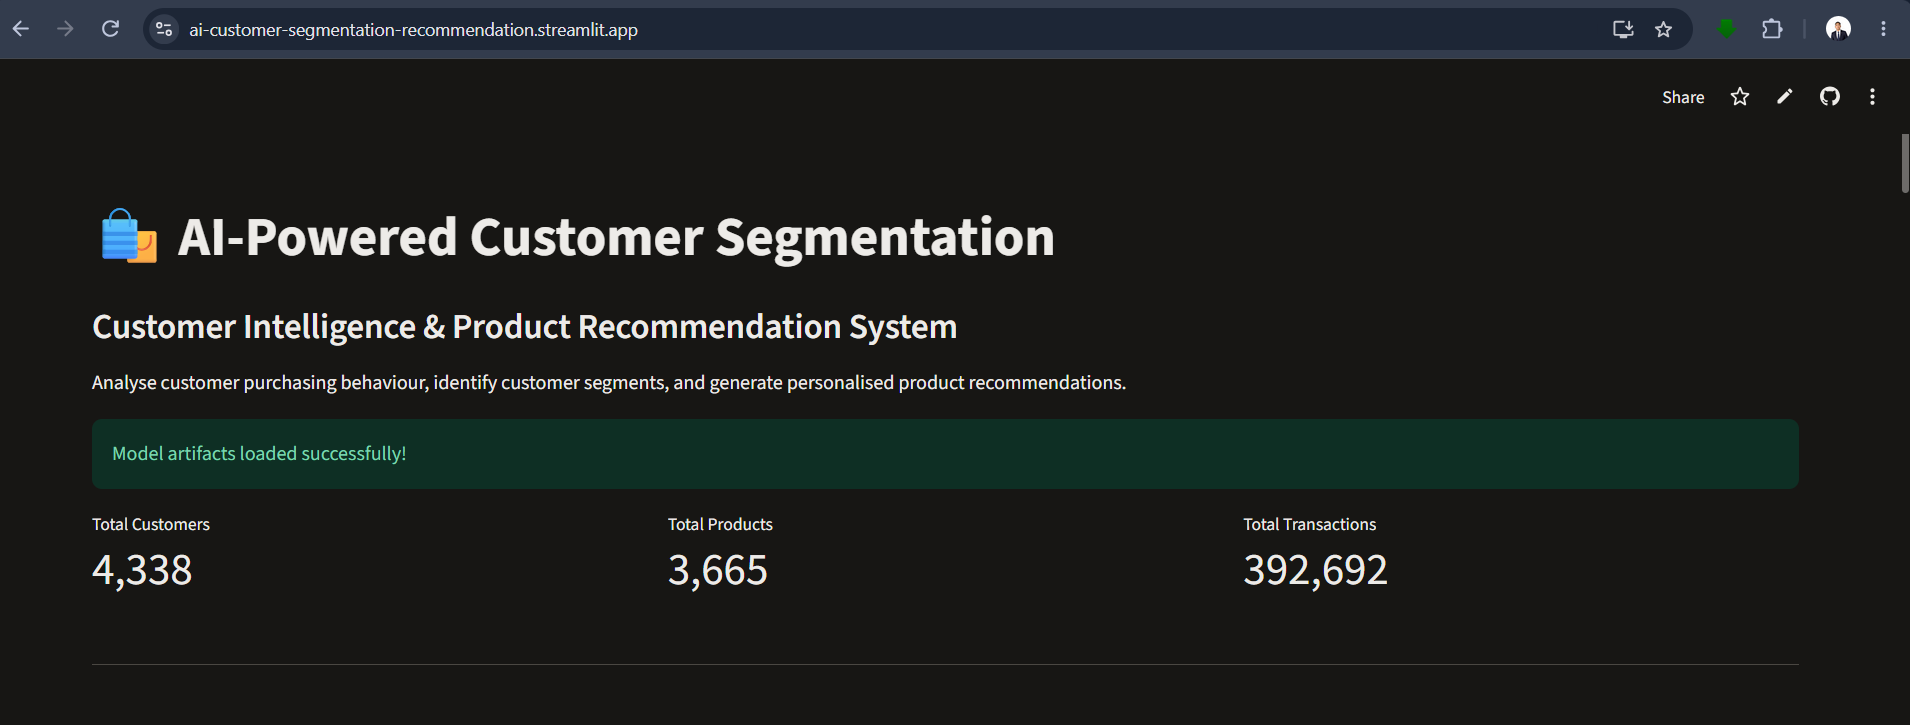 ai-customer-segmentation-recommendation.streamlit.app
Share
AI-Powered Customer Segmentation
Customer Intelligence & Product Recommendation System
Analyse customer purchasing behaviour, identify customer segments, and generate personalised product recommendations.
Model artifacts loaded successfully!
Total Customers
4,338
Total Products
3,665
Total Transactions
392,692